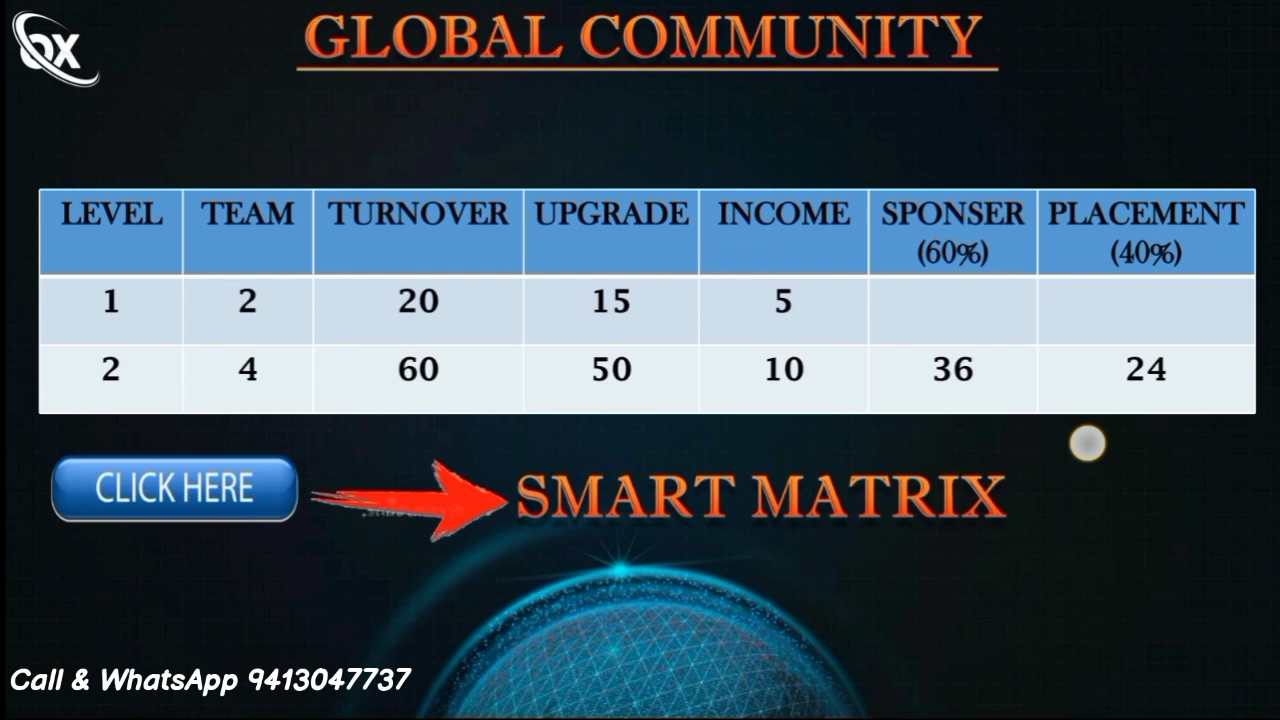 QX
GLOBAL COMMUNITY
LEVEL TEAM TURNOVER UPGRADE INCOME SPONSER PLACEMENT
(60%) (40%)
1 2 20 15 5
2 4 60 50 10 36 24
CLICK HERE SMART MATRIX
Call & WhatsApp 9413047737